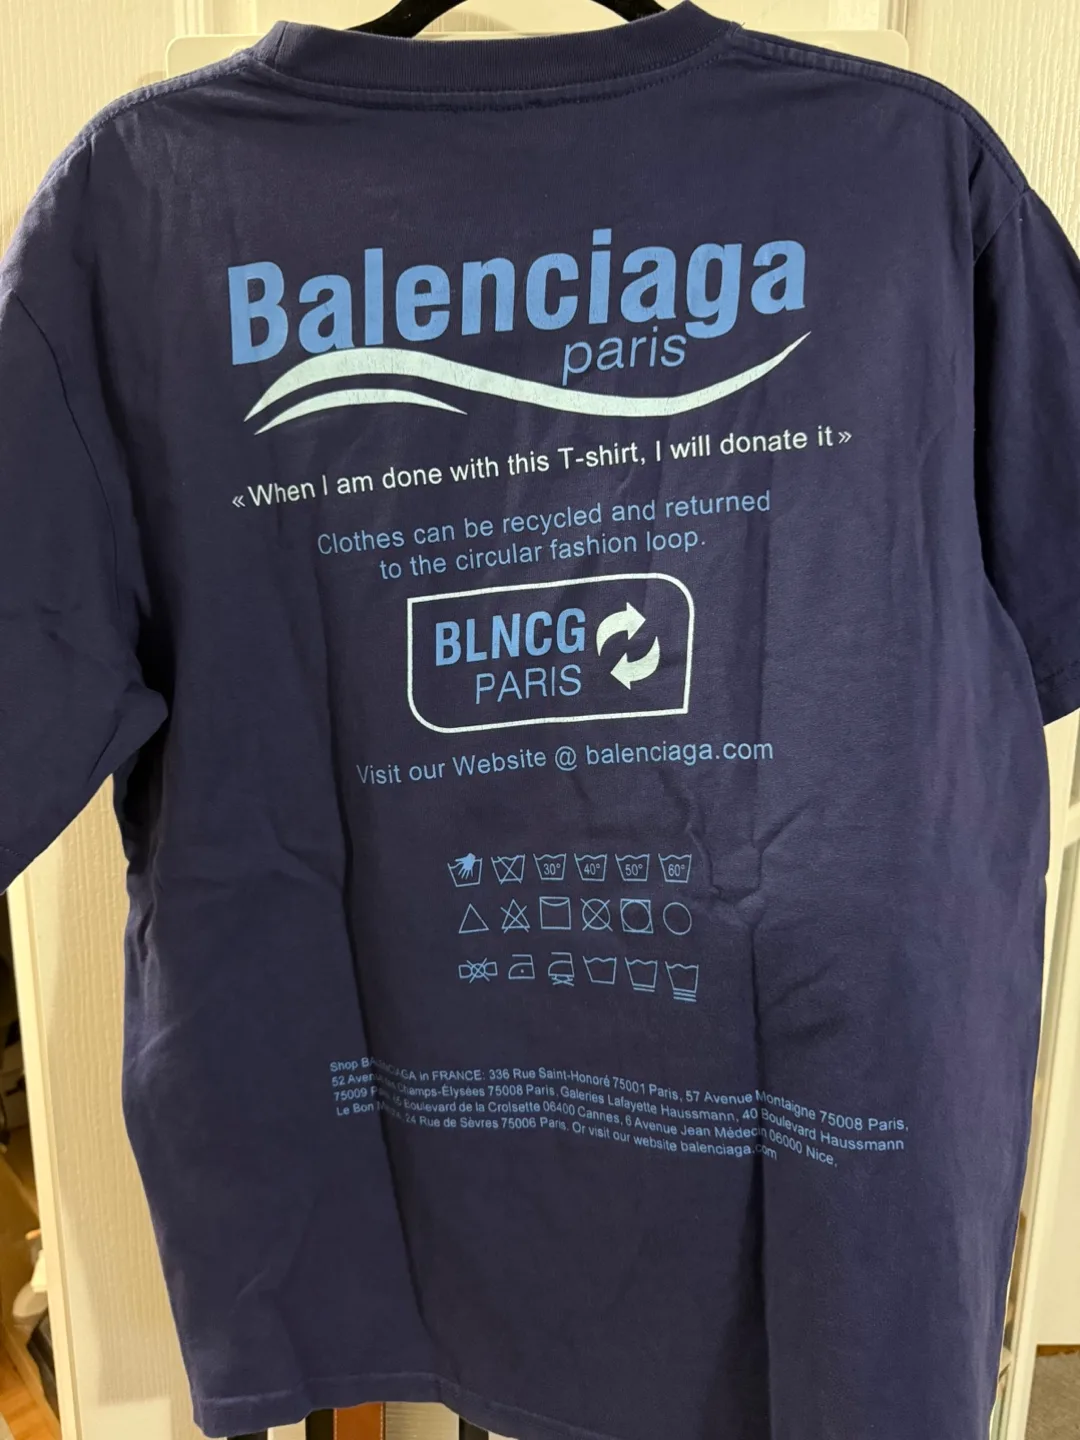 Balenciaga
paris
« When I am done with this T-shirt, I will donate it »
Clothes can be recycled and returned
to the circular fashion loop.
BLNCG
PARIS
Visit our Website @ balenciaga.com
30° 40° 50° 60°
Shop BALENCIAGA in FRANCE: 336 Rue Saint-Honoré 75001 Paris, 57 Avenue Montaigne 75008 Paris,
52 Avenue Champs-Élysées 75008 Paris, Galeries Lafayette Haussmann, 40 Boulevard Haussmann
75009 Boulevard de la Croisette 06400 Cannes, 6 Avenue Jean Médecin 06000 Nice,
Le Bon 24 Rue de Sèvres 75006 Paris. Or visit our website balenciaga.com